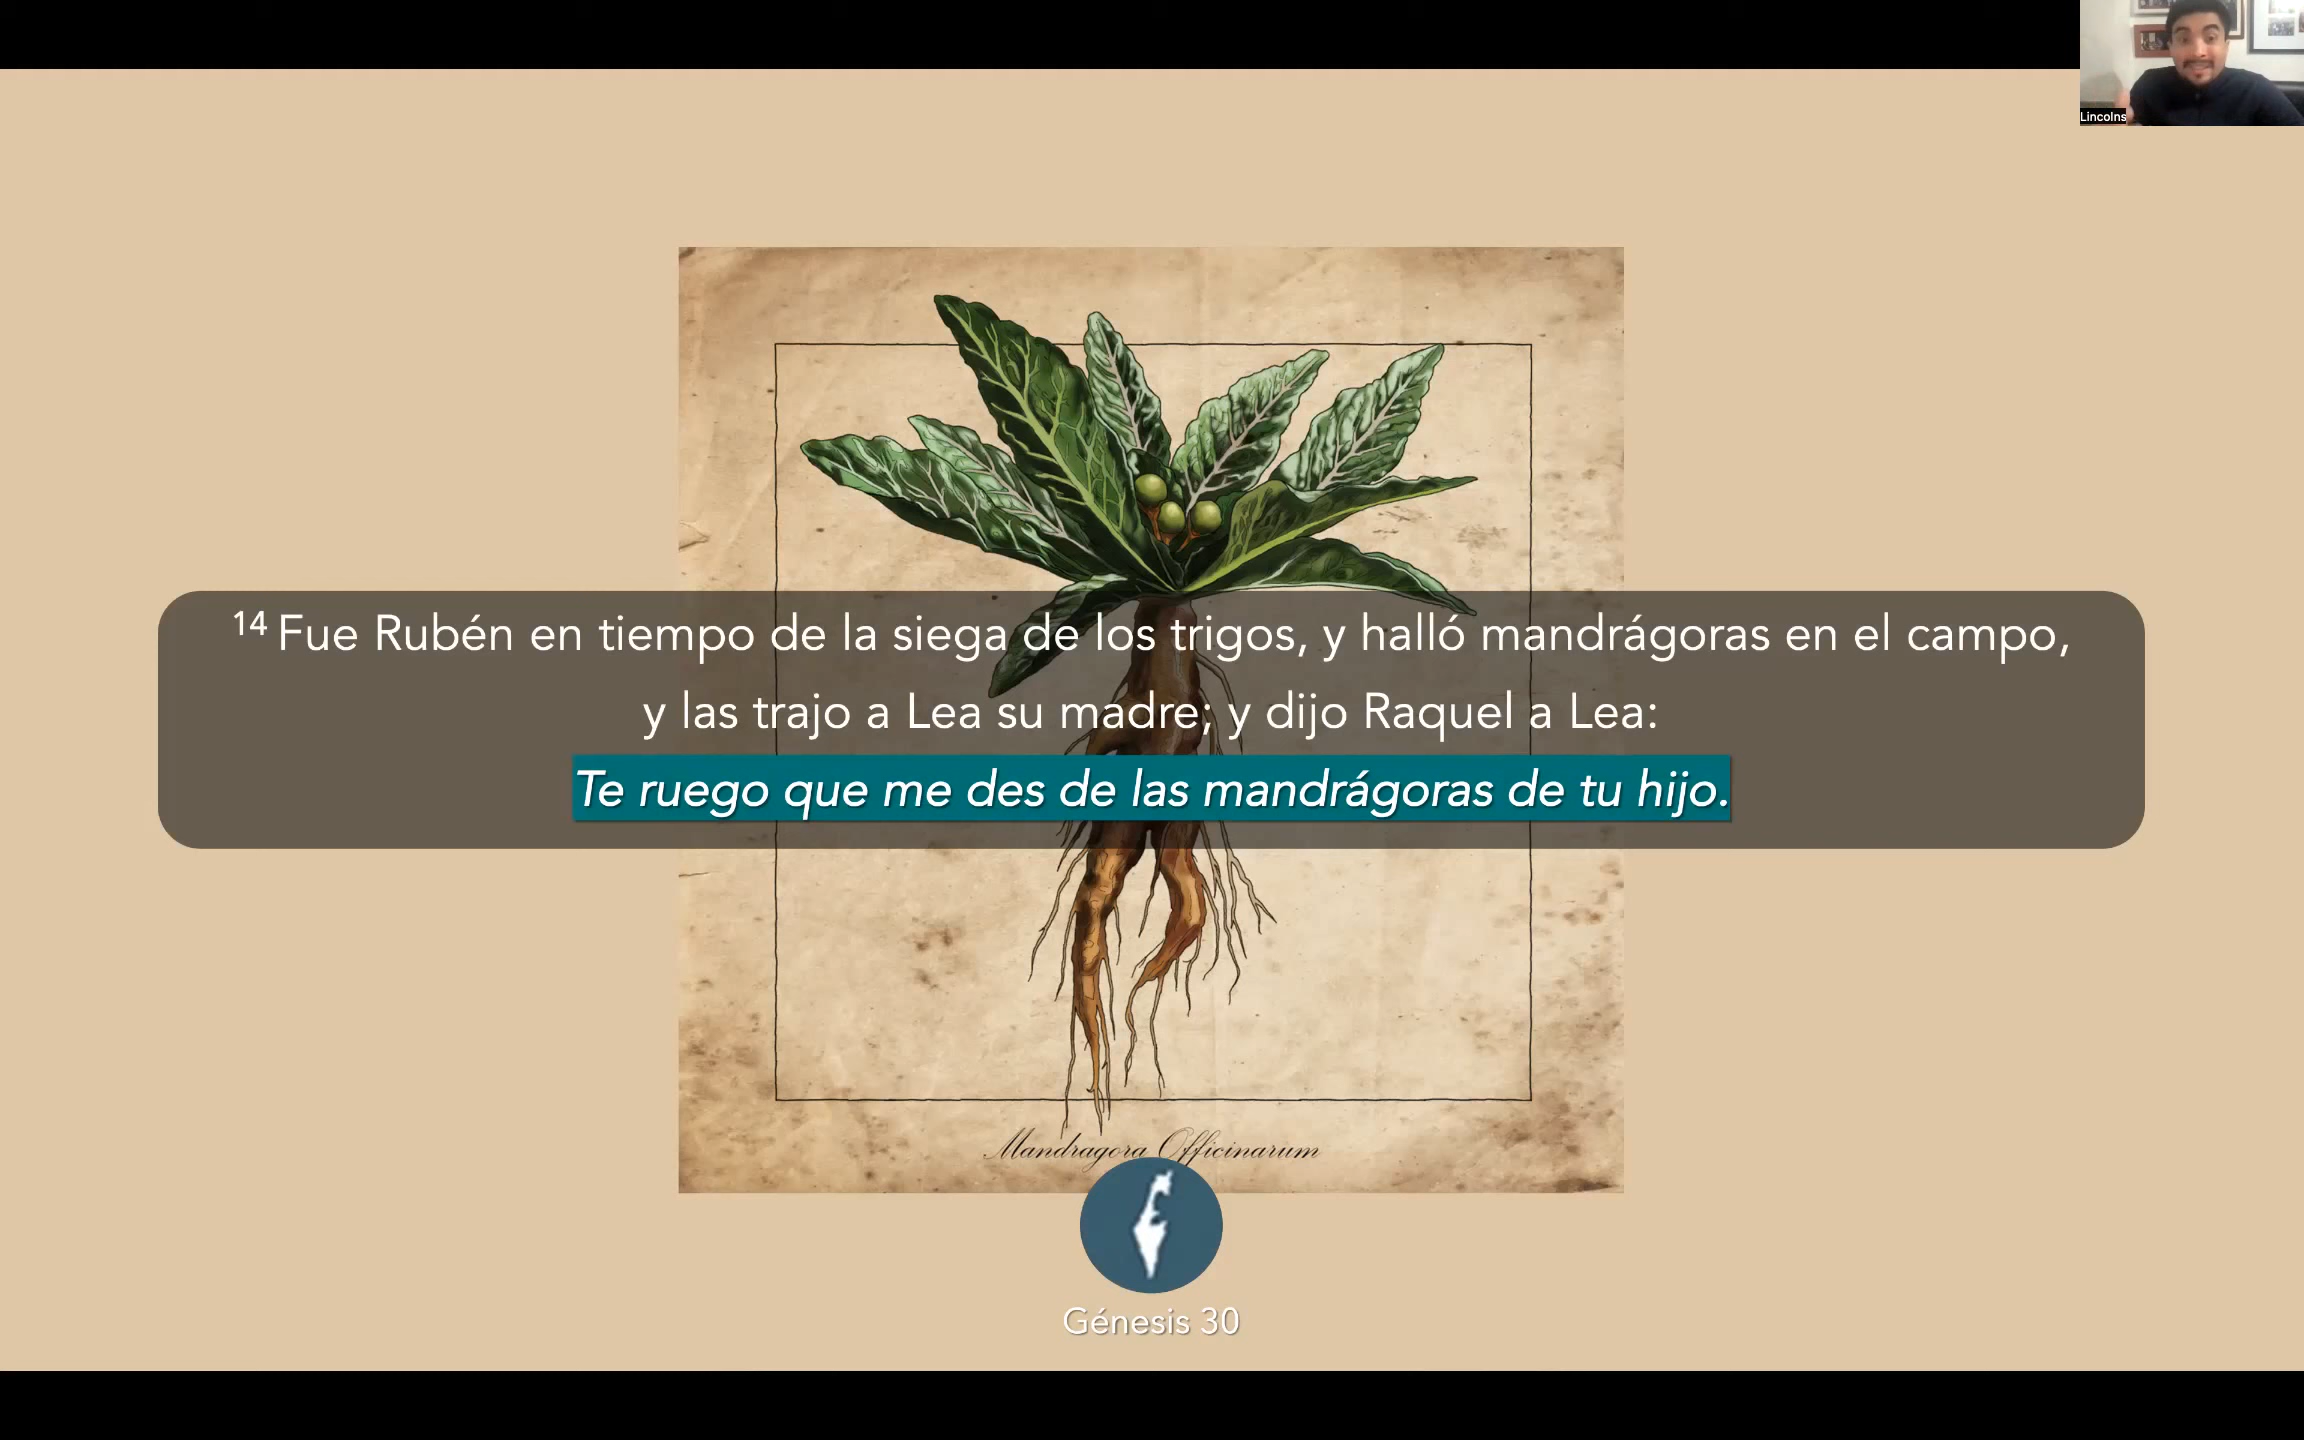 Lincolns
14 Fue Rubén en tiempo de la siega de los trigos, y halló mandrágoras en el campo,
y las trajo a Lea su madre; y dijo Raquel a Lea:
Te ruego que me des de las mandrágoras de tu hijo.
Mandragora Officinarum
Génesis 30